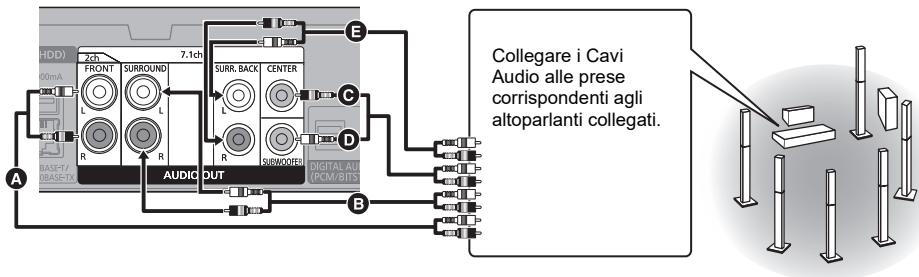 HDD)
2ch
7.1ch
FRONT
SURROUND
SURR. BACK
CENTER
L
L
L
R
R
R
SUBWOOFER
AUDIO OUT
DIGITAL AU
(PCM/BITST
00mA
BASE-T/
BASE-TX
A
B
C
D
E
Collegare i Cavi
Audio alle prese
corrispondenti agli
altoparlanti collegati.